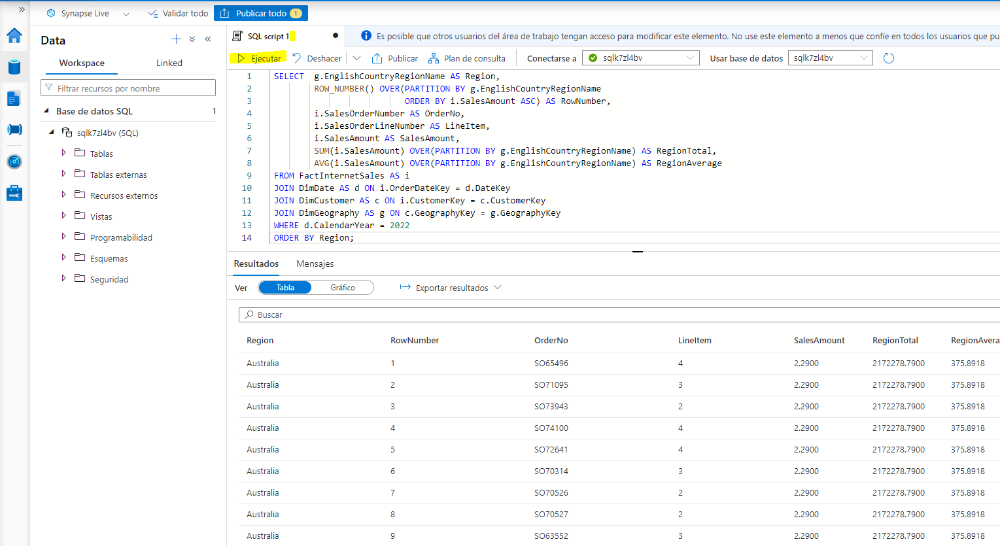 Synapse Live
Validar todo
Publicar todo 1
Data
Workspace
Linked
Filtrar recursos por nombre
Base de datos SQL 1
sqlk7zl4bv (SQL)
Tablas
Tablas externas
Recursos externos
Vistas
Programabilidad
Esquemas
Seguridad
SQL script 1
Es posible que otros usuarios del área de trabajo tengan acceso para modificar este elemento. No use este elemento a menos que confíe en todos los usuarios que pu
Ejecutar
Deshacer
Publicar
Plan de consulta
Conectarse a
sqlk7zl4bv
Usar base de datos
sqlk7zl4bv
1 SELECT g.EnglishCountryRegionName AS Region,
2 ROW_NUMBER() OVER(PARTITION BY g.EnglishCountryRegionName
3 ORDER BY i.SalesAmount ASC) AS RowNumber,
4 i.SalesOrderNumber AS OrderNo,
5 i.SalesOrderLineNumber AS LineItem,
6 i.SalesAmount AS SalesAmount,
7 SUM(i.SalesAmount) OVER(PARTITION BY g.EnglishCountryRegionName) AS RegionTotal,
8 AVG(i.SalesAmount) OVER(PARTITION BY g.EnglishCountryRegionName) AS RegionAverage
9 FROM FactInternetSales AS i
10 JOIN DimDate AS d ON i.OrderDateKey = d.DateKey
11 JOIN DimCustomer AS c ON i.CustomerKey = c.CustomerKey
12 JOIN DimGeography AS g ON c.GeographyKey = g.GeographyKey
13 WHERE d.CalendarYear = 2022
14 ORDER BY Region;
Resultados
Mensajes
Ver
Tabla
Gráfico
Exportar resultados
Buscar
Region RowNumber OrderNo LineItem SalesAmount RegionTotal RegionAvera
Australia 1 SO65496 4 2.2900 2172278.7900 375.8918
Australia 2 SO71095 3 2.2900 2172278.7900 375.8918
Australia 3 SO73943 2 2.2900 2172278.7900 375.8918
Australia 4 SO74100 4 2.2900 2172278.7900 375.8918
Australia 5 SO72641 4 2.2900 2172278.7900 375.8918
Australia 6 SO70314 3 2.2900 2172278.7900 375.8918
Australia 7 SO70526 2 2.2900 2172278.7900 375.8918
Australia 8 SO70527 2 2.2900 2172278.7900 375.8918
Australia 9 SO63552 3 2.2900 2172278.7900 375.8918